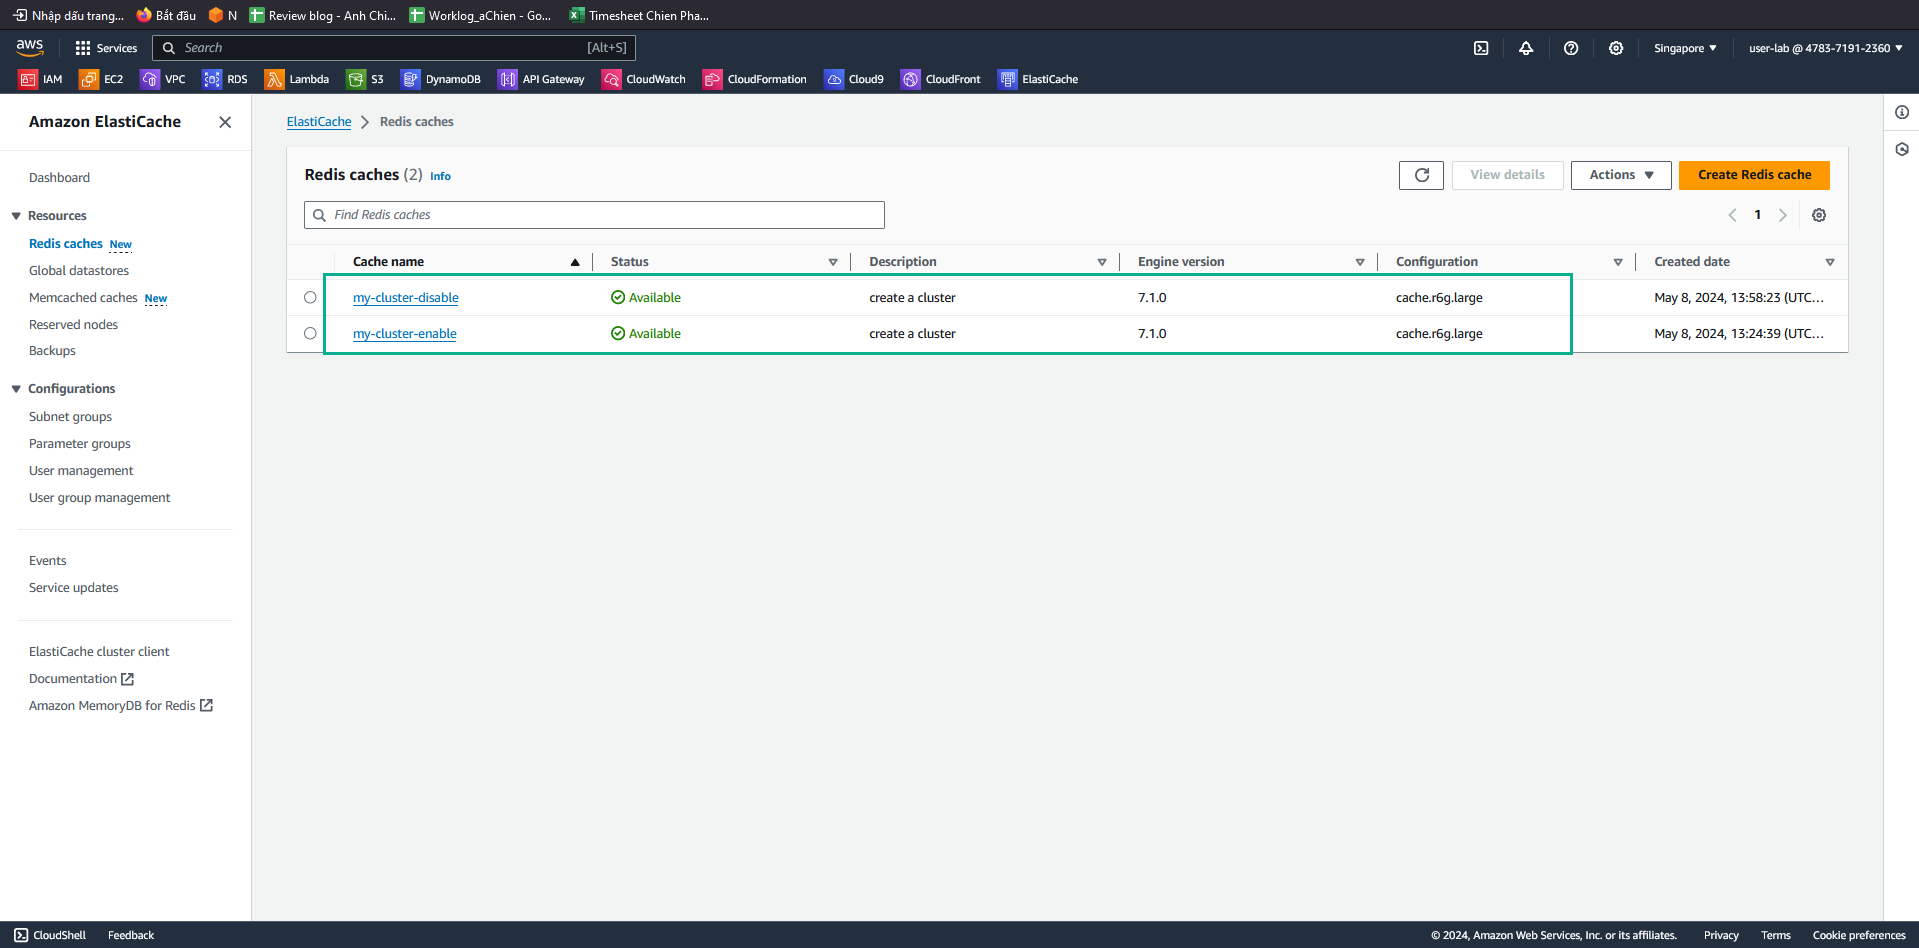 Nhập dấu trang... Bắt đầu N Review blog - Anh Chi... Worklog_aChien - Go... Timesheet Chien Pha...
aws Services Search [Alt+S] Singapore user-lab @ 4783-7191-2360
IAM EC2 VPC RDS Lambda S3 DynamoDB API Gateway CloudWatch CloudFormation Cloud9 CloudFront ElastiCache
Amazon ElastiCache
Dashboard
Resources
Redis caches New
Global datastores
Memcached caches New
Reserved nodes
Backups
Configurations
Subnet groups
Parameter groups
User management
User group management
Events
Service updates
ElastiCache cluster client
Documentation
Amazon MemoryDB for Redis
ElastiCache Redis caches
Redis caches (2) Info View details Actions Create Redis cache
Find Redis caches 1
Cache name Status Description Engine version Configuration Created date
my-cluster-disable Available create a cluster 7.1.0 cache.r6g.large May 8, 2024, 13:58:23 (UTC...
my-cluster-enable Available create a cluster 7.1.0 cache.r6g.large May 8, 2024, 13:24:39 (UTC...
CloudShell Feedback © 2024, Amazon Web Services, Inc. or its affiliates. Privacy Terms Cookie preferences